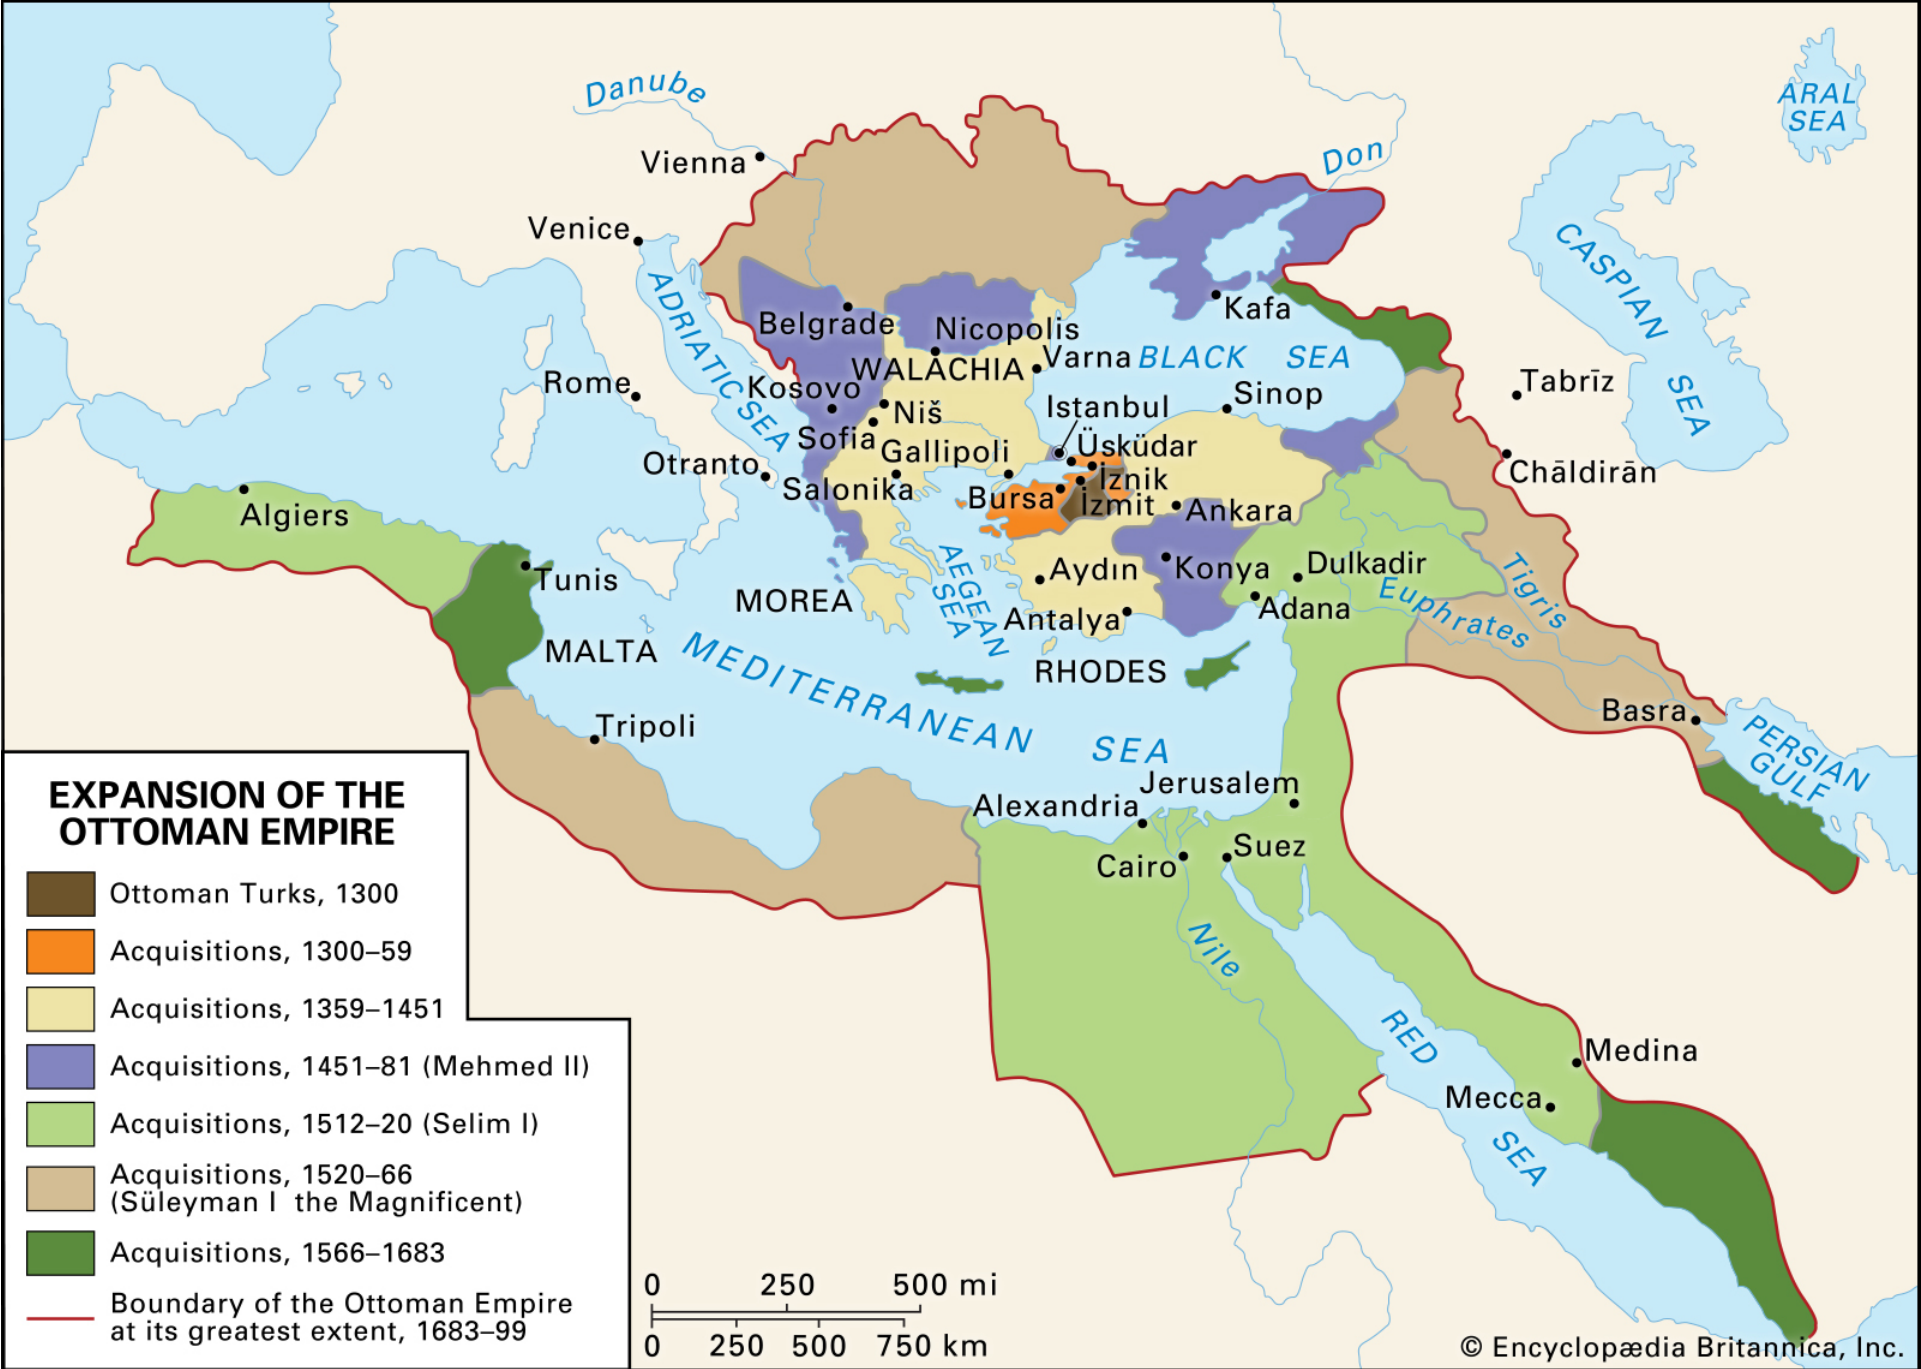 Danube
Vienna
Don
ARAL
SEA
Venice
CASPIAN
SEA
ADRIATIC SEA
Kafa
Belgrade
Nicopolis
WALACHIA
Varna
BLACK SEA
Rome
Kosovo
Niš
Sofia
Istanbul
Sinop
Tabrīz
Otranto
Gallipoli
Üsküdar
Chāldirān
Salonika
Bursa
İznik
İzmit
Ankara
Algiers
Tunis
AEGEAN
SEA
Aydın
Konya
Dulkadir
Tigris
Euphrates
MOREA
Antalya
Adana
MALTA
MEDITERRANEAN SEA
RHODES
Basra
PERSIAN
GULF
Tripoli
Jerusalem
Alexandria
Cairo
Suez
Nile
RED
SEA
Medina
Mecca
EXPANSION OF THE
OTTOMAN EMPIRE
Ottoman Turks, 1300
Acquisitions, 1300–59
Acquisitions, 1359–1451
Acquisitions, 1451–81 (Mehmed II)
Acquisitions, 1512–20 (Selim I)
Acquisitions, 1520–66
(Süleyman I the Magnificent)
Acquisitions, 1566–1683
Boundary of the Ottoman Empire
at its greatest extent, 1683–99
0 250 500 mi
0 250 500 750 km
© Encyclopædia Britannica, Inc.